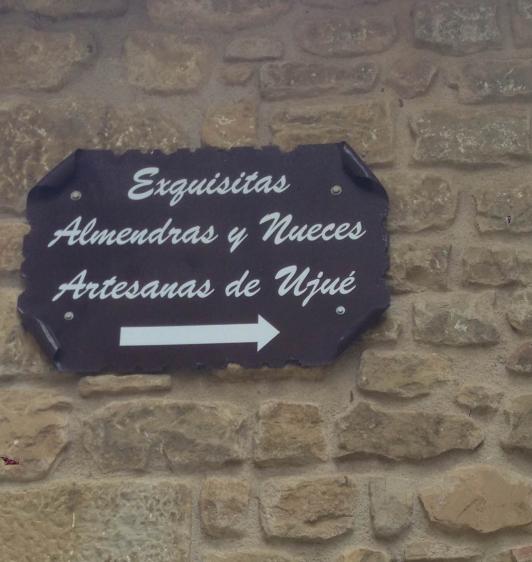 Exquisitas
Almendras y Nueces
Artesanas de Ujué